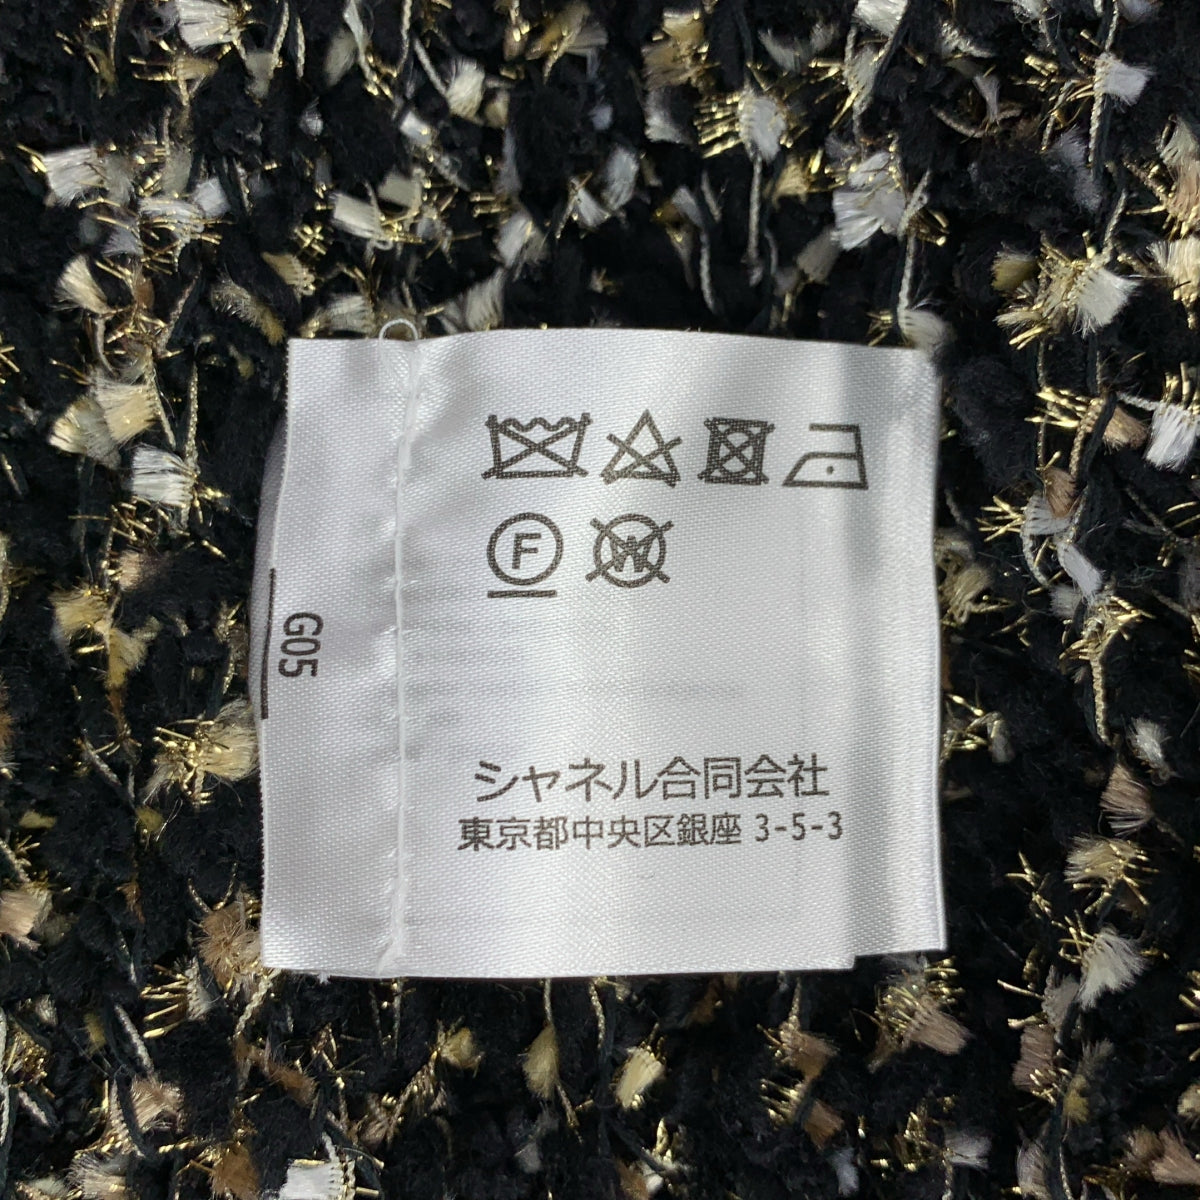 F W
G05
シャネル合同会社
東京都中央区銀座 3-5-3